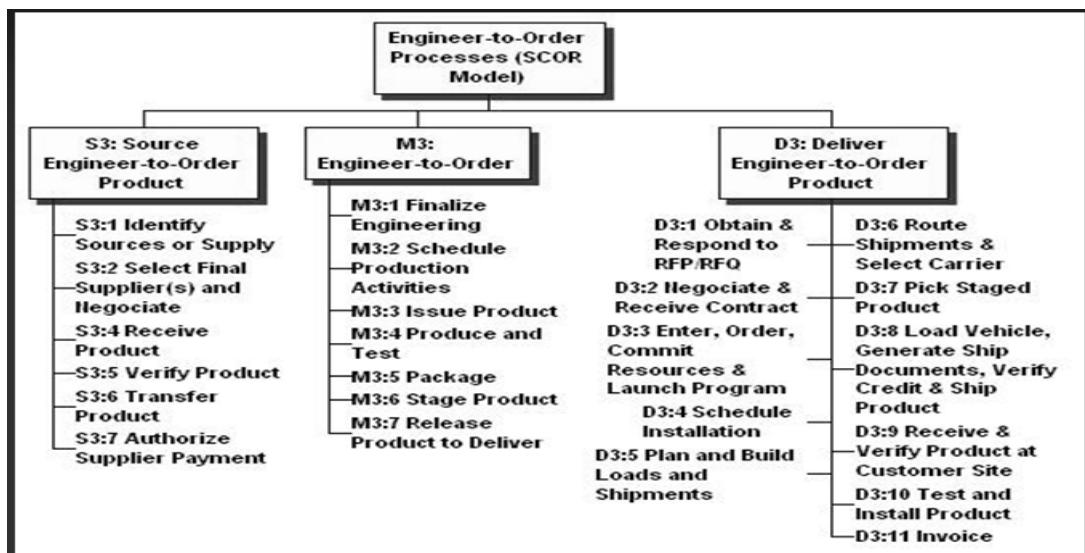 Engineer-to-Order
Processes (SCOR
Model)
S3: Source
Engineer-to-Order
Product
S3:1 Identify
Sources or Supply
S3:2 Select Final
Supplier(s) and
Negociate
S3:4 Receive
Product
S3:5 Verify Product
S3:6 Transfer
Product
S3:7 Authorize
Supplier Payment
M3:
Engineer-to-Order
M3:1 Finalize
Engineering
M3:2 Schedule
Production
Activities
M3:3 Issue Product
M3:4 Produce and
Test
M3:5 Package
M3:6 Stage Product
M3:7 Release
Product to Deliver
D3: Deliver
Engineer-to-Order
Product
D3:1 Obtain &
Respond to
RFP/RFQ
D3:2 Negociate &
Receive Contract
D3:3 Enter, Order,
Commit
Resources &
Launch Program
D3:4 Schedule
Installation
D3:5 Plan and Build
Loads and
Shipments
D3:6 Route
Shipments &
Select Carrier
D3:7 Pick Staged
Product
D3:8 Load Vehicle,
Generate Ship
Documents, Verify
Credit & Ship
Product
D3:9 Receive &
Verify Product at
Customer Site
D3:10 Test and
Install Product
D3:11 Invoice